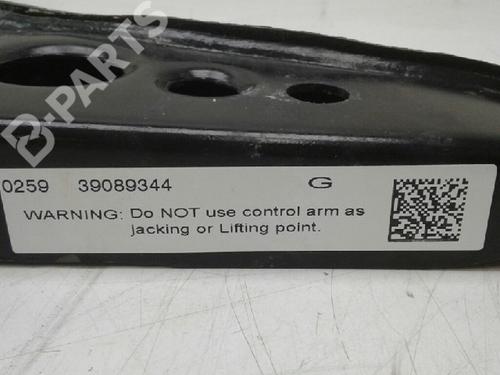 B-PARTS
0259 39089344 G
WARNING: Do NOT use control arm as
jacking or Lifting point.